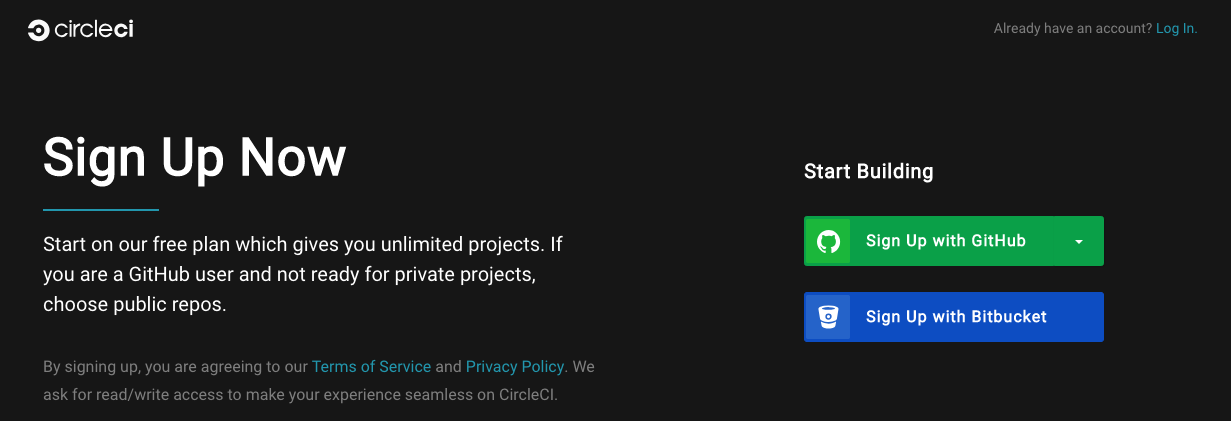 circleci
Already have an account? Log In.
Sign Up Now
Start on our free plan which gives you unlimited projects. If
you are a GitHub user and not ready for private projects,
choose public repos.
By signing up, you are agreeing to our Terms of Service and Privacy Policy. We
ask for read/write access to make your experience seamless on CircleCI.
Start Building
Sign Up with GitHub
Sign Up with Bitbucket